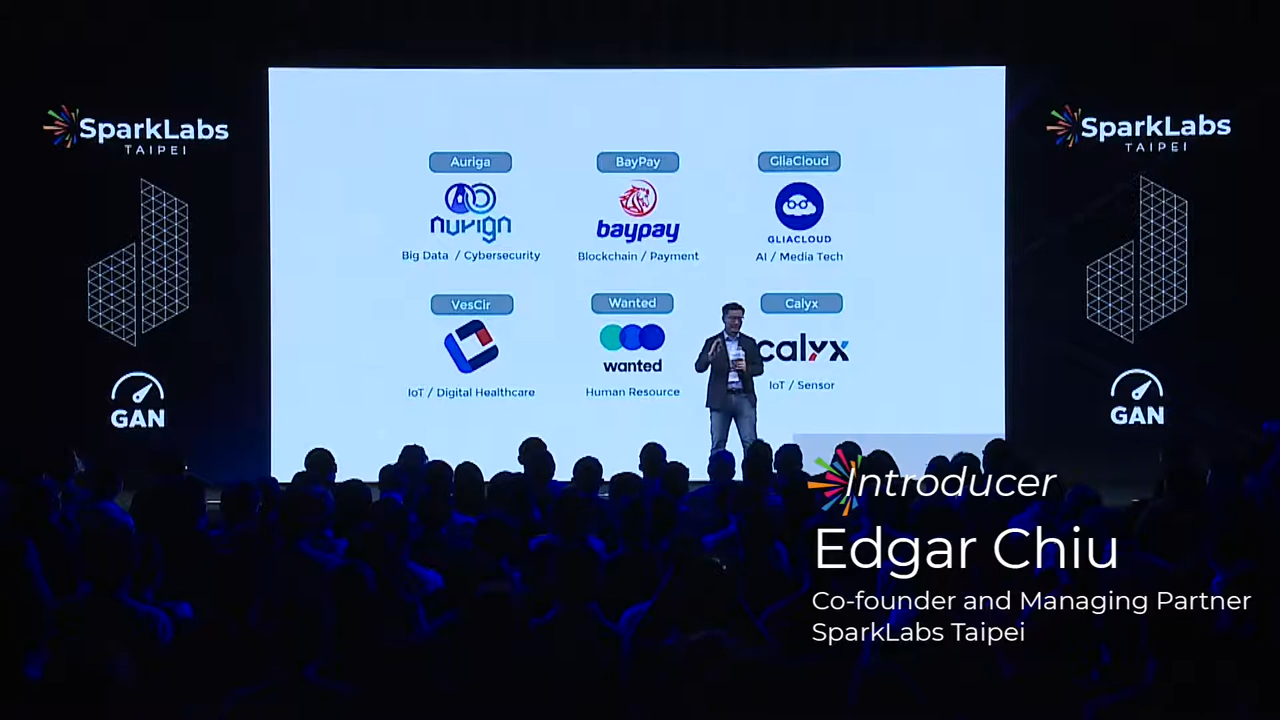 SparkLabs
TAIPEI
GAN
Auriga
BayPay
GliaCloud
auriga
baypay
GLIACLOUD
Big Data / Cybersecurity
Blockchain / Payment
AI / Media Tech
VesCir
Wanted
Calyx
wanted
calyx
IoT / Digital Healthcare
Human Resource
IoT / Sensor
SparkLabs
TAIPEI
GAN
Introducer
Edgar Chiu
Co-founder and Managing Partner
SparkLabs Taipei